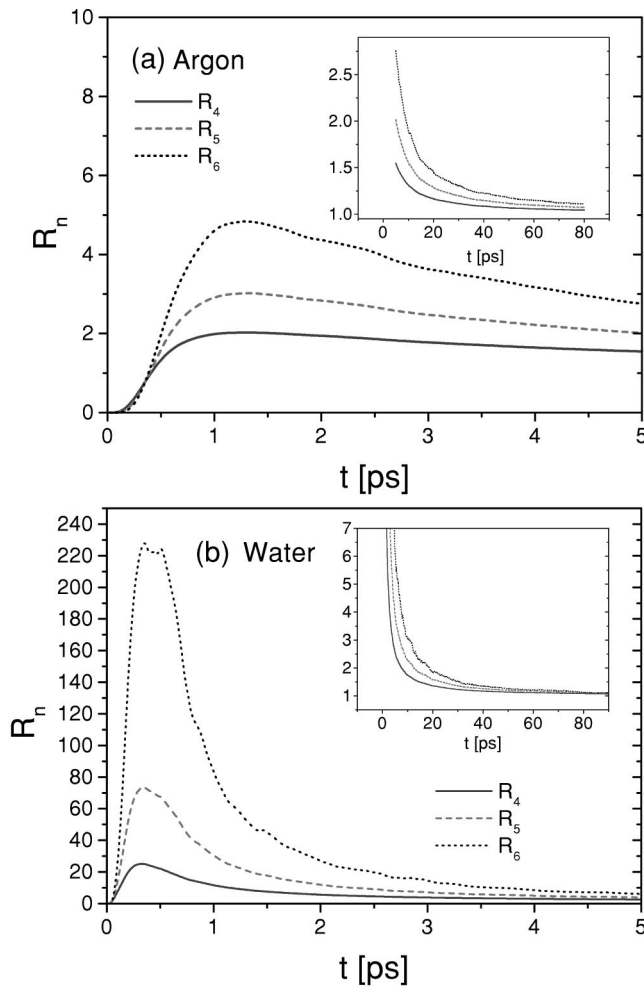 10
8
6
4
2
0
R₄
R₅
R₆
(a) Argon
Rₙ
0 1 2 3 4 5
t [ps]
2.5
2.0
1.5
1.0
0 20 40 60 80
t [ps]
240
220
200
180
160
140
120
100
80
60
40
20
0
(b) Water
Rₙ
0 1 2 3 4 5
t [ps]
7
6
5
4
3
2
1
0 20 40 60 80
t [ps]
R₄
R₅
R₆